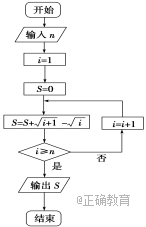 开始
输入 n
i=1
S=0
S=S+√i+1 −√i
i=i+1
i≥n
否
是
输出 S
结束
@正确教育